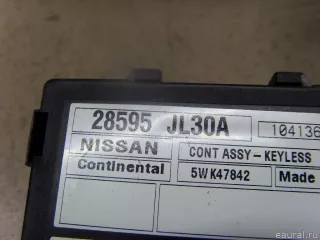 28595 JL30A 104136
NISSAN CONT ASSY-KEYLESS
Continental 5WK47842 Made
eaural.ru